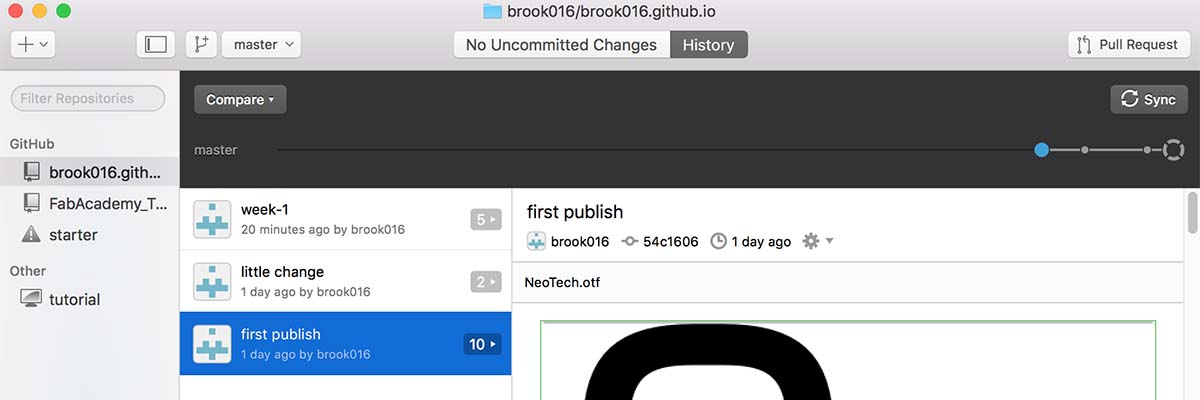 brook016/brook016.github.io
master
No Uncommitted Changes
History
Pull Request
Filter Repositories
GitHub
brook016.gith...
FabAcademy_T...
starter
Other
tutorial
Compare
Sync
master
week-1
20 minutes ago by brook016
5
little change
1 day ago by brook016
2
first publish
1 day ago by brook016
10
first publish
brook016 54c1606 1 day ago
NeoTech.otf